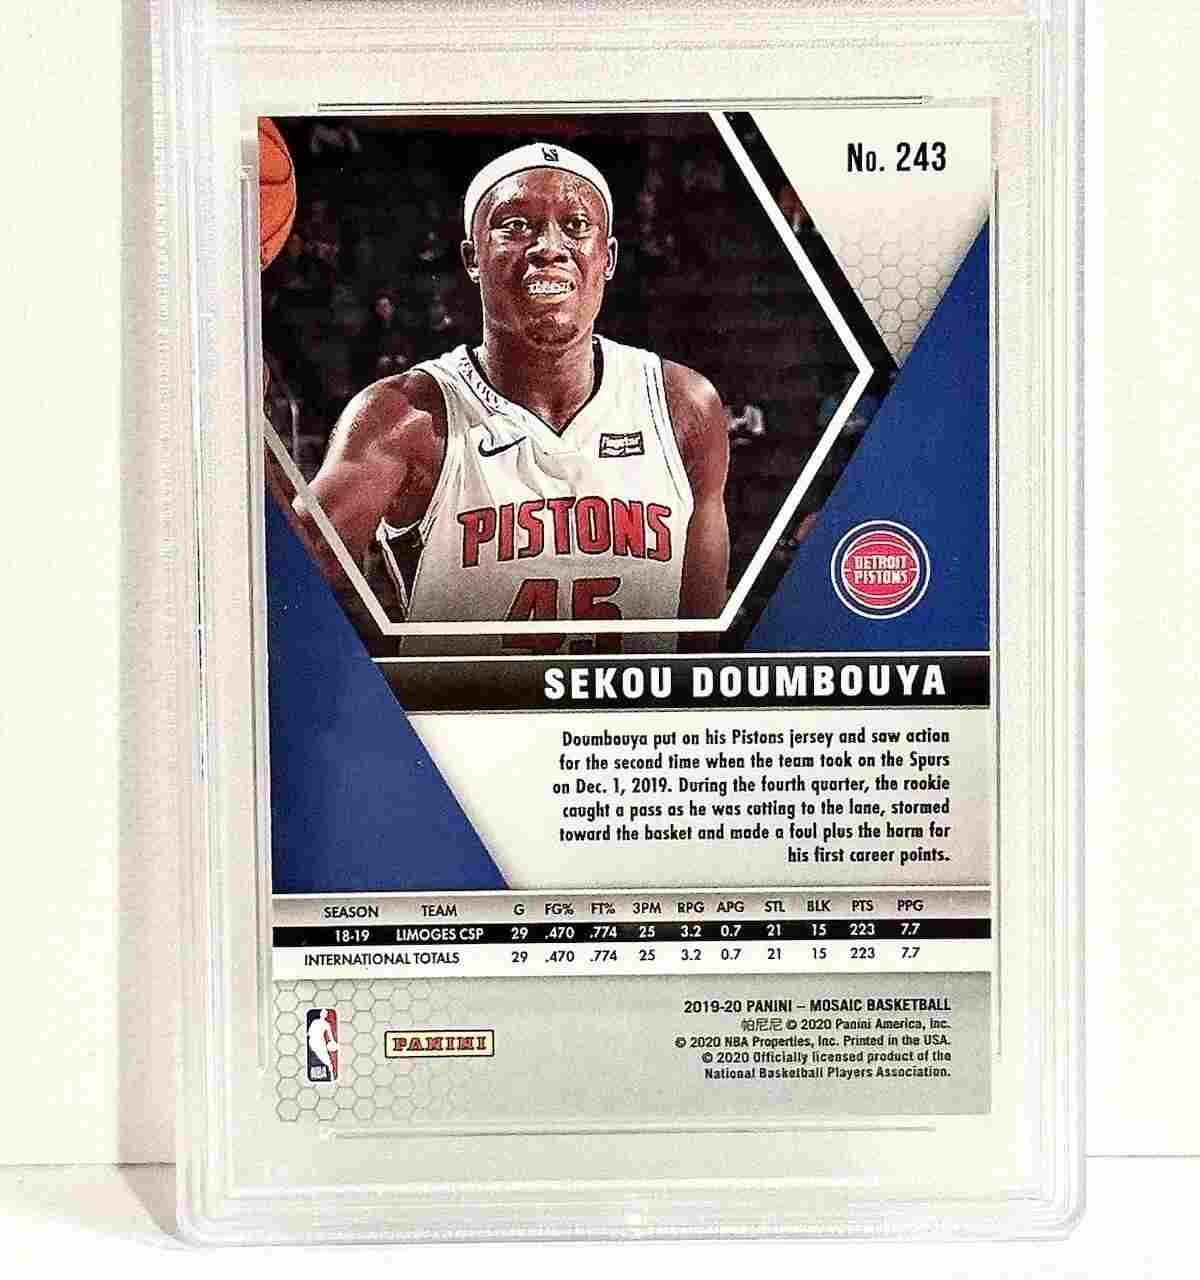 No. 243
flagstar
PISTONS
45
DETROIT
PISTONS
SEKOU DOUMBOUYA
Doumbouya put on his Pistons jersey and saw action
for the second time when the team took on the Spurs
on Dec. 1, 2019. During the fourth quarter, the rookie
caught a pass as he was cutting to the lane, stormed
toward the basket and made a foul plus the harm for
his first career points.
SEASON TEAM G FG% FT% 3PM RPG APG STL BLK PTS PPG
18-19 LIMOGES CSP 29 .470 .774 25 3.2 0.7 21 15 223 7.7
INTERNATIONAL TOTALS 29 .470 .774 25 3.2 0.7 21 15 223 7.7
2019-20 PANINI – MOSAIC BASKETBALL
帕尼尼 © 2020 Panini America, Inc.
© 2020 NBA Properties, Inc. Printed in the USA.
© 2020 Officially licensed product of the
National Basketball Players Association.
NBA
PANINI